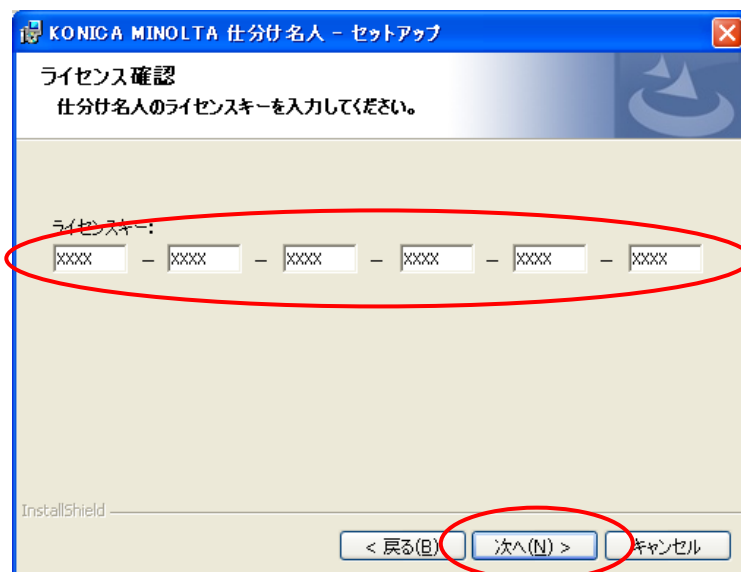 KONICA MINOLTA 仕分け名人 - セットアップ
ライセンス確認
仕分け名人のライセンスキーを入力してください。
ライセンスキー:
XXXX - XXXX - XXXX - XXXX - XXXX - XXXX
InstallShield
< 戻る(B) 次へ(N) > キャンセル